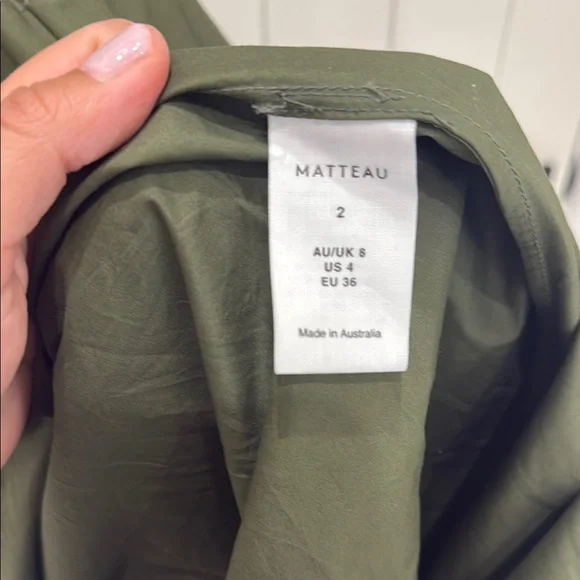 MATTEAU
2
AU/UK 8
US 4
EU 36
Made in Australia